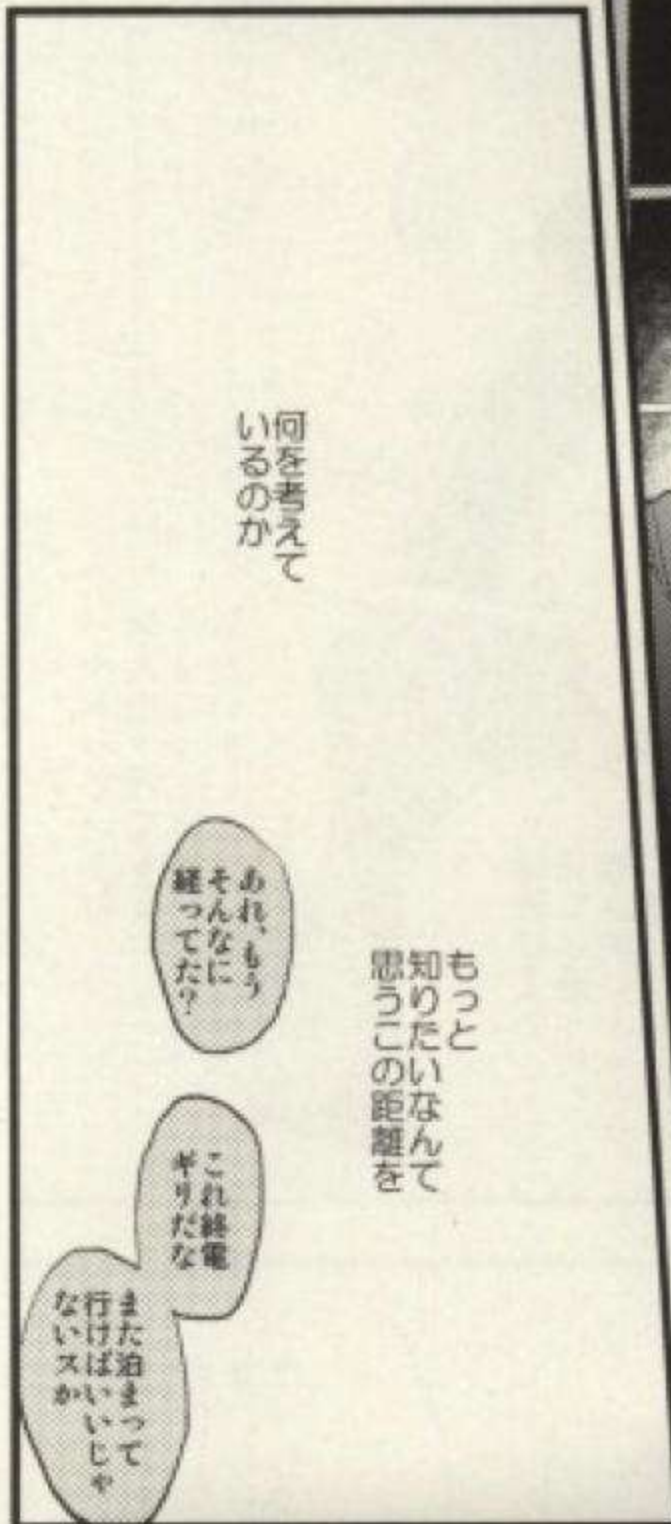 もっと
知りたいなんて
思うこの距離を
何を考えて
いるのか
あれ、もう
そんなに
経ってた?
これ終電
ギリだな
また泊まって
行けばいいじゃ
ないスか